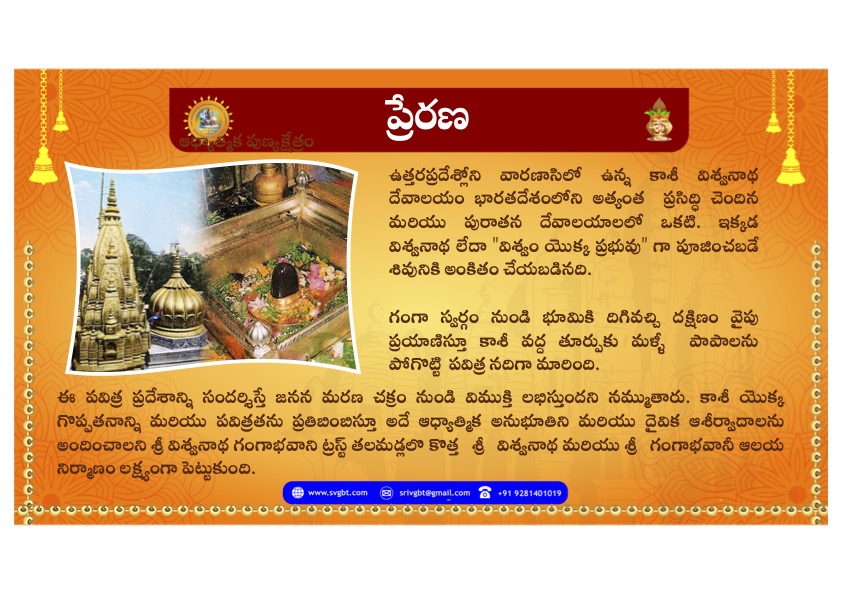 ప్రేరణ
ఆధ్యాత్మిక పుణ్యక్షేత్రం
ఉత్తరప్రదేశ్లోని వారణాసిలో ఉన్న కాశీ విశ్వనాథ
దేవాలయం భారతదేశంలోని అత్యంత ప్రసిద్ధి చెందిన
మరియు పురాతన దేవాలయాలలో ఒకటి. ఇక్కడ
విశ్వనాథ లేదా "విశ్వం యొక్క ప్రభువు" గా పూజించబడే
శివునికి అంకితం చేయబడినది.
గంగా స్వర్గం నుండి భూమికి దిగివచ్చి దక్షిణం వైపు
ప్రయాణిస్తూ కాశీ వద్ద తూర్పుకు మళ్ళీ పాపాలను
పోగొట్టి పవిత్ర నదిగా మారింది.
ఈ పవిత్ర ప్రదేశాన్ని సందర్శిస్తే జనన మరణ చక్రం నుండి విముక్తి లభిస్తుందని నమ్ముతారు. కాశీ యొక్క
గొప్పతనాన్ని మరియు పవిత్రతను ప్రతిబింబిస్తూ అదే ఆధ్యాత్మిక అనుభూతిని మరియు దైవిక ఆశీర్వాదాలను
అందించాలని శ్రీ విశ్వనాథ గంగాభవాని ట్రస్ట్ తలమడ్లలొ కొత్త శ్రీ విశ్వనాథ మరియు శ్రీ గంగాభవానీ ఆలయ
నిర్మాణం లక్ష్యంగా పెట్టుకుంది.
www.svgbt.com srivgbt@gmail.com +91 9281401019